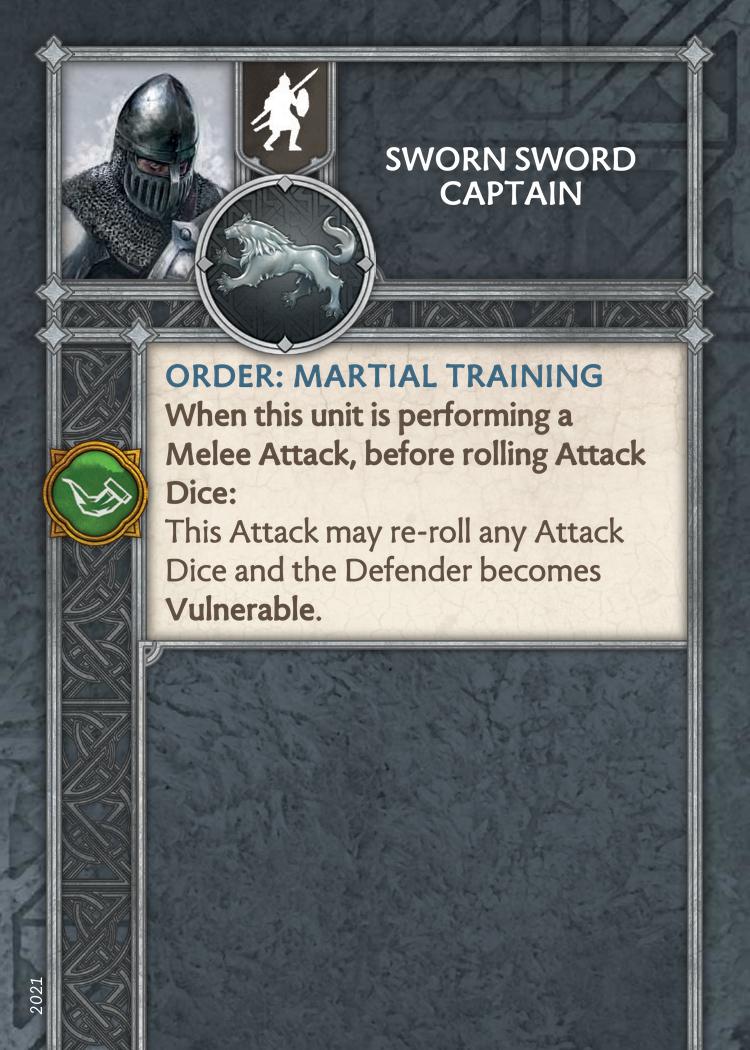 SWORN SWORD
CAPTAIN
ORDER: MARTIAL TRAINING
When this unit is performing a
Melee Attack, before rolling Attack
Dice:
This Attack may re-roll any Attack
Dice and the Defender becomes
Vulnerable.
2021